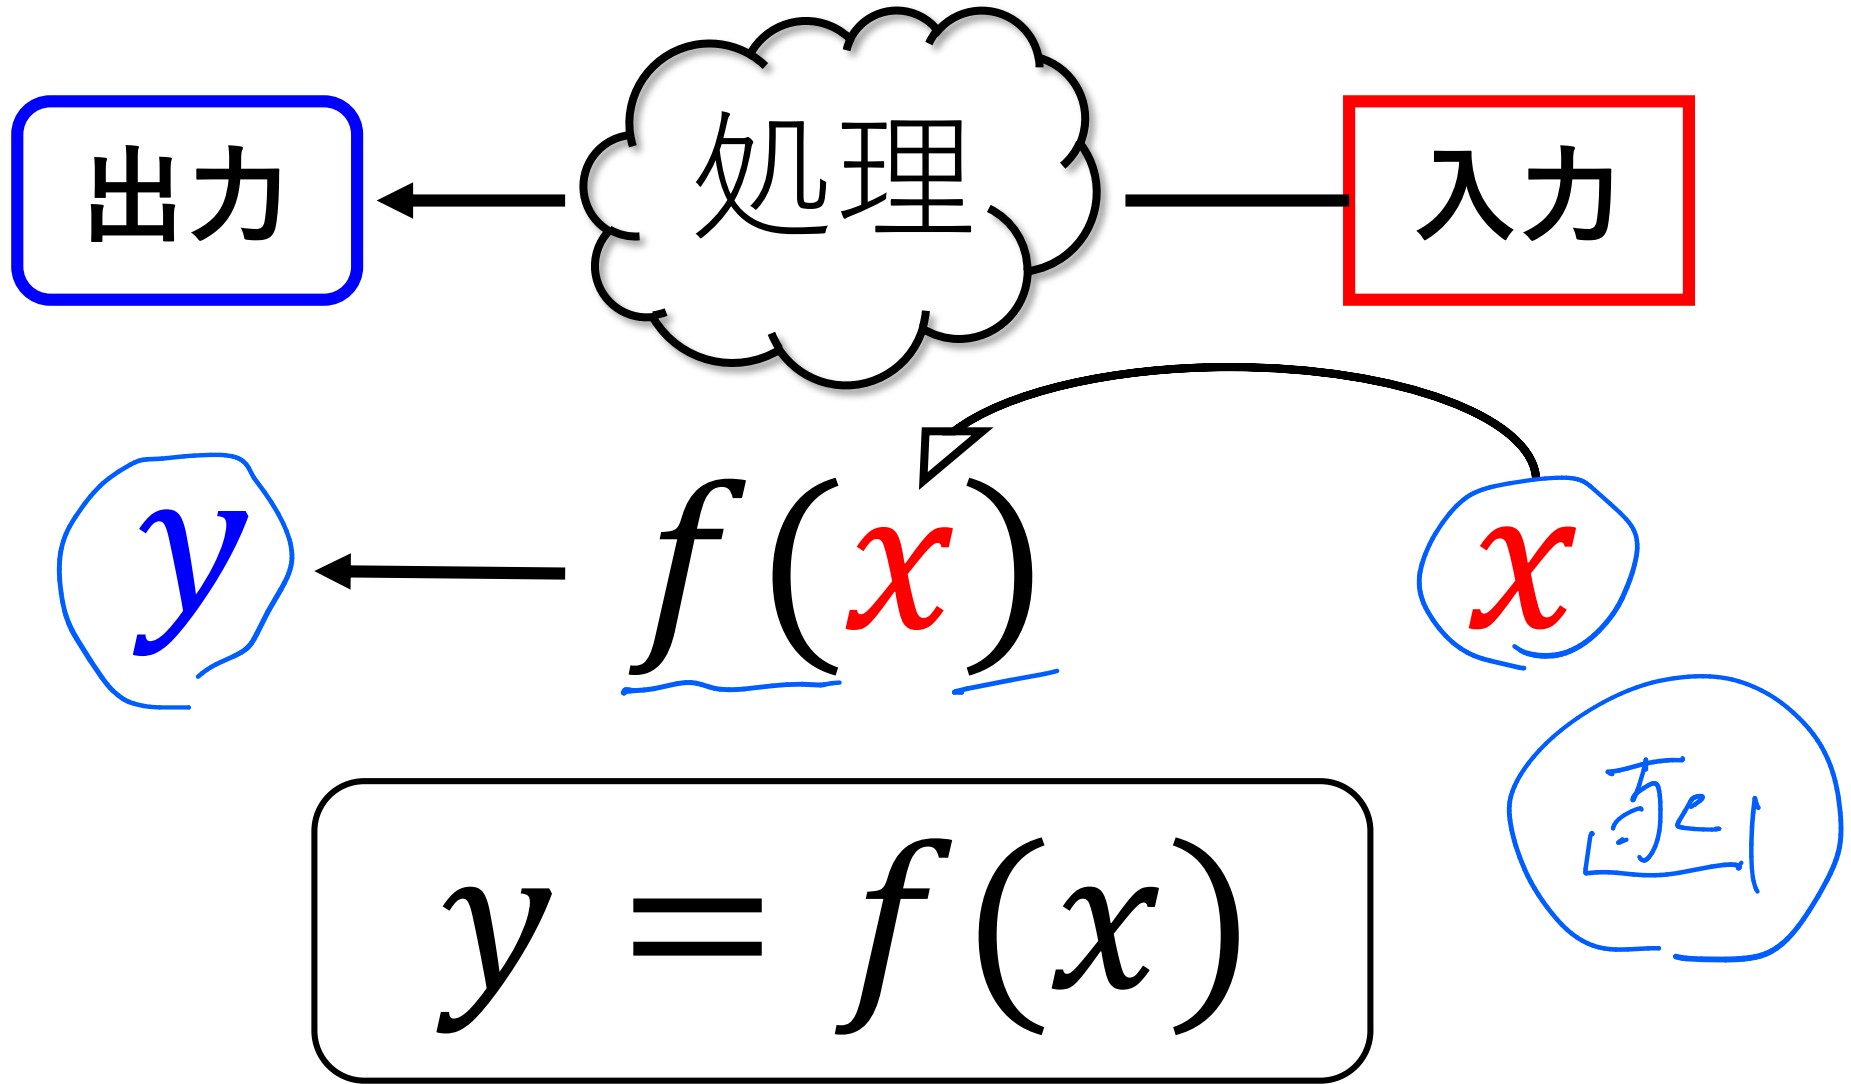 出力 処理 入力
y f(x) x
y = f(x)